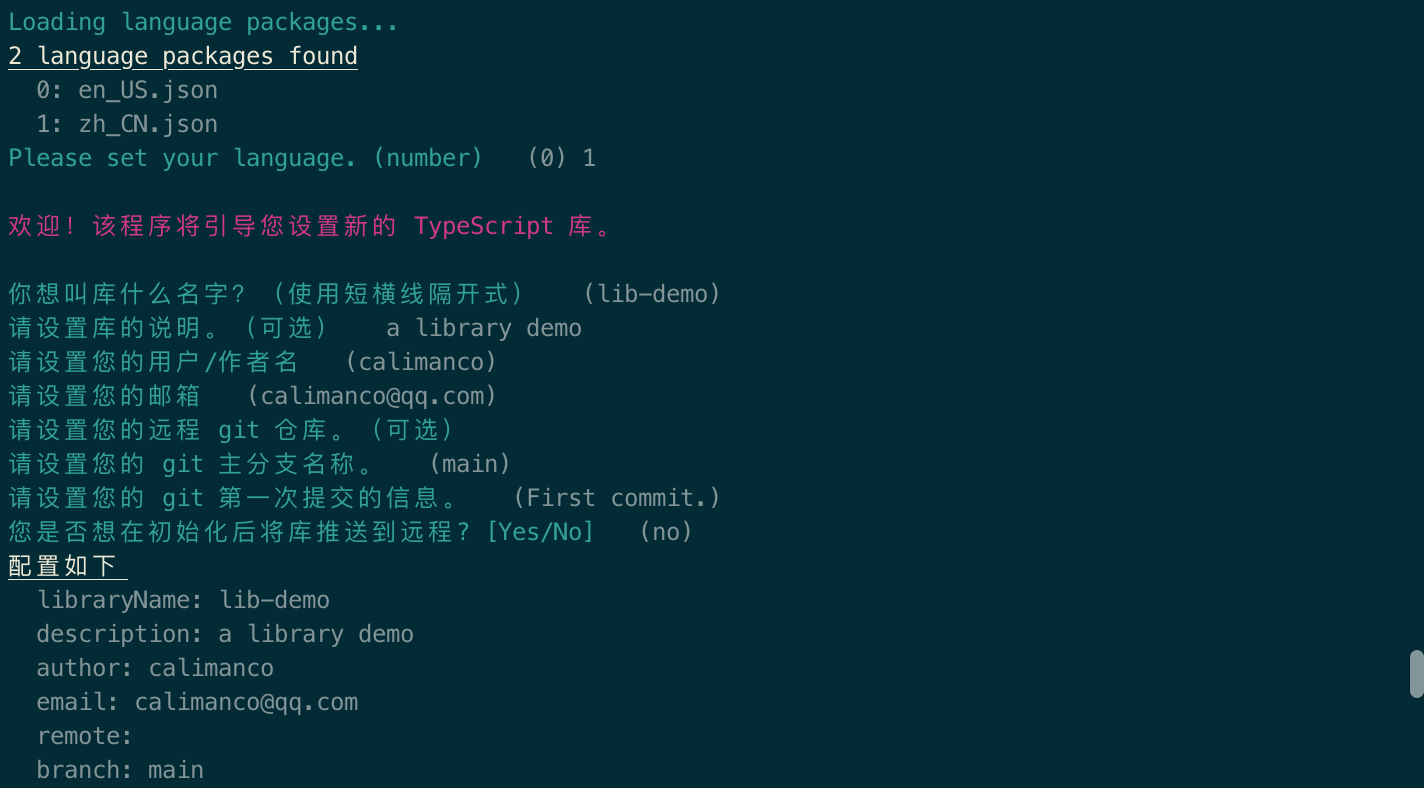 Loading language packages...
2 language packages found
0: en_US.json
1: zh_CN.json
Please set your language. (number) (0) 1
欢迎！该程序将引导您设置新的 TypeScript 库。
你想叫库什么名字？（使用短横线隔开式） (lib-demo)
请设置库的说明。（可选） a library demo
请设置您的用户/作者名 (calimanco)
请设置您的邮箱 (calimanco@qq.com)
请设置您的远程 git 仓库。（可选）
请设置您的 git 主分支名称。 (main)
请设置您的 git 第一次提交的信息。 (First commit.)
您是否想在初始化后将库推送到远程？[Yes/No] (no)
配置如下
libraryName: lib-demo
description: a library demo
author: calimanco
email: calimanco@qq.com
remote:
branch: main